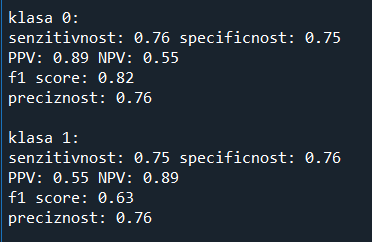 klasa 0:
senzitivnost: 0.76 specificnost: 0.75
PPV: 0.89 NPV: 0.55
f1 score: 0.82
preciznost: 0.76
klasa 1:
senzitivnost: 0.75 specificnost: 0.76
PPV: 0.55 NPV: 0.89
f1 score: 0.63
preciznost: 0.76